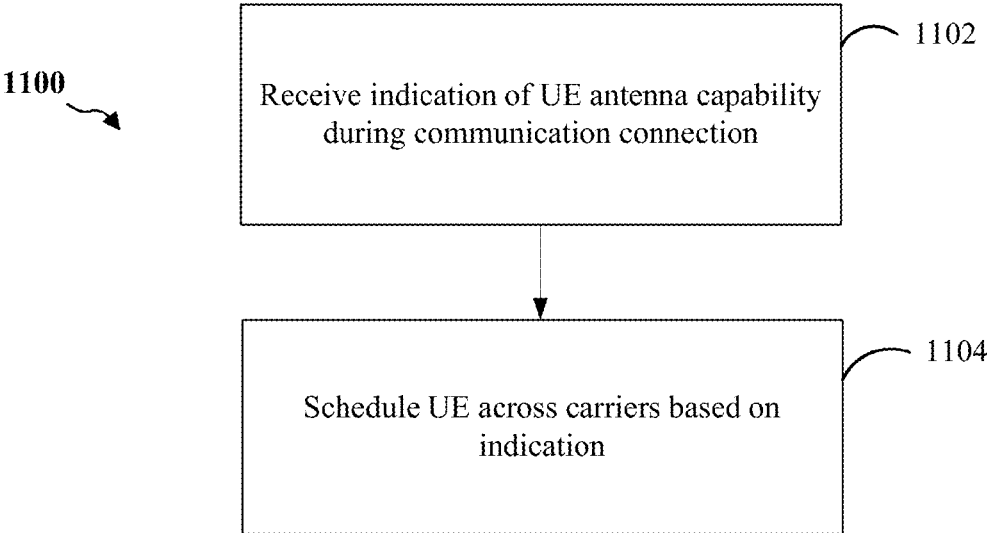 1102
1100
Receive indication of UE antenna capability
during communication connection
1104
Schedule UE across carriers based on
indication